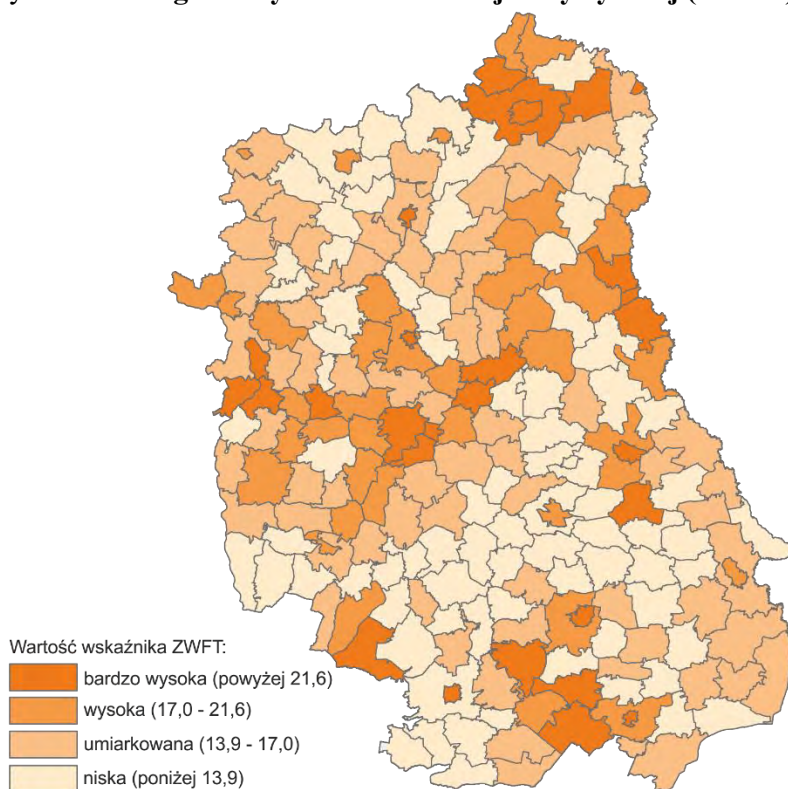 Wartość wskaźnika ZWFT:
bardzo wysoka (powyżej 21,6)
wysoka (17,0 - 21,6)
umiarkowana (13,9 - 17,0)
niska (poniżej 13,9)